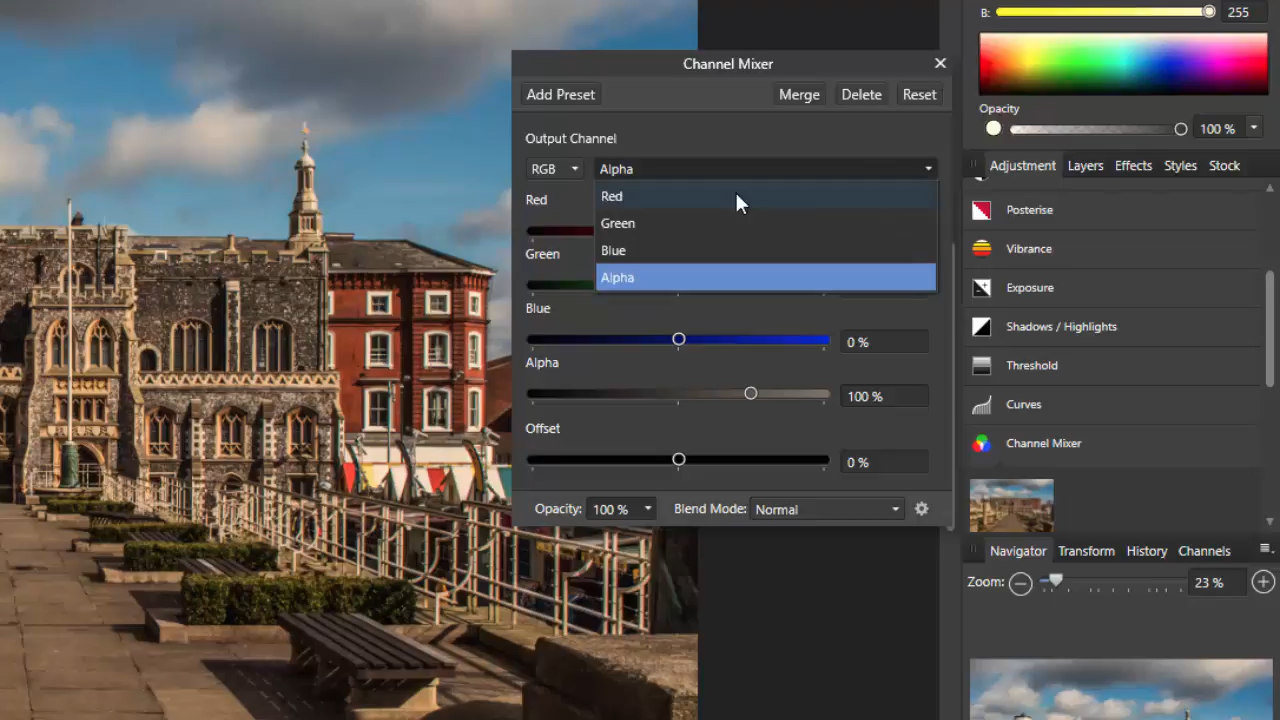 B: 255
Channel Mixer
Add Preset Merge Delete Reset
Opacity
100 %
Output Channel
RGB Alpha
Adjustment Layers Effects Styles Stock
Red
Red
Green
Blue
Alpha
Green
Blue
0 %
Alpha
100 %
Offset
0 %
Opacity: 100 % Blend Mode: Normal
Posterise
Vibrance
Exposure
Shadows / Highlights
Threshold
Curves
Channel Mixer
Navigator Transform History Channels
Zoom: 23 %